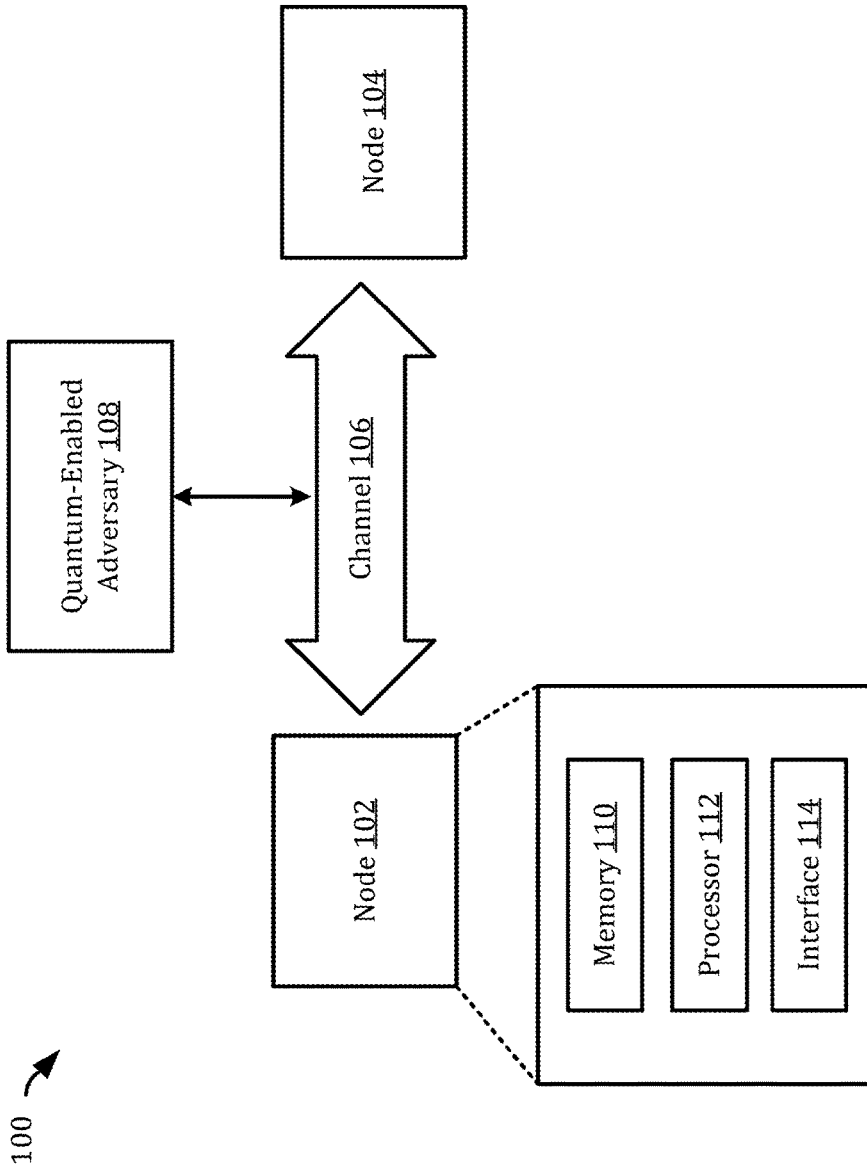 100
Quantum-Enabled
Adversary 108
Node 102
Channel 106
Node 104
Memory 110
Processor 112
Interface 114